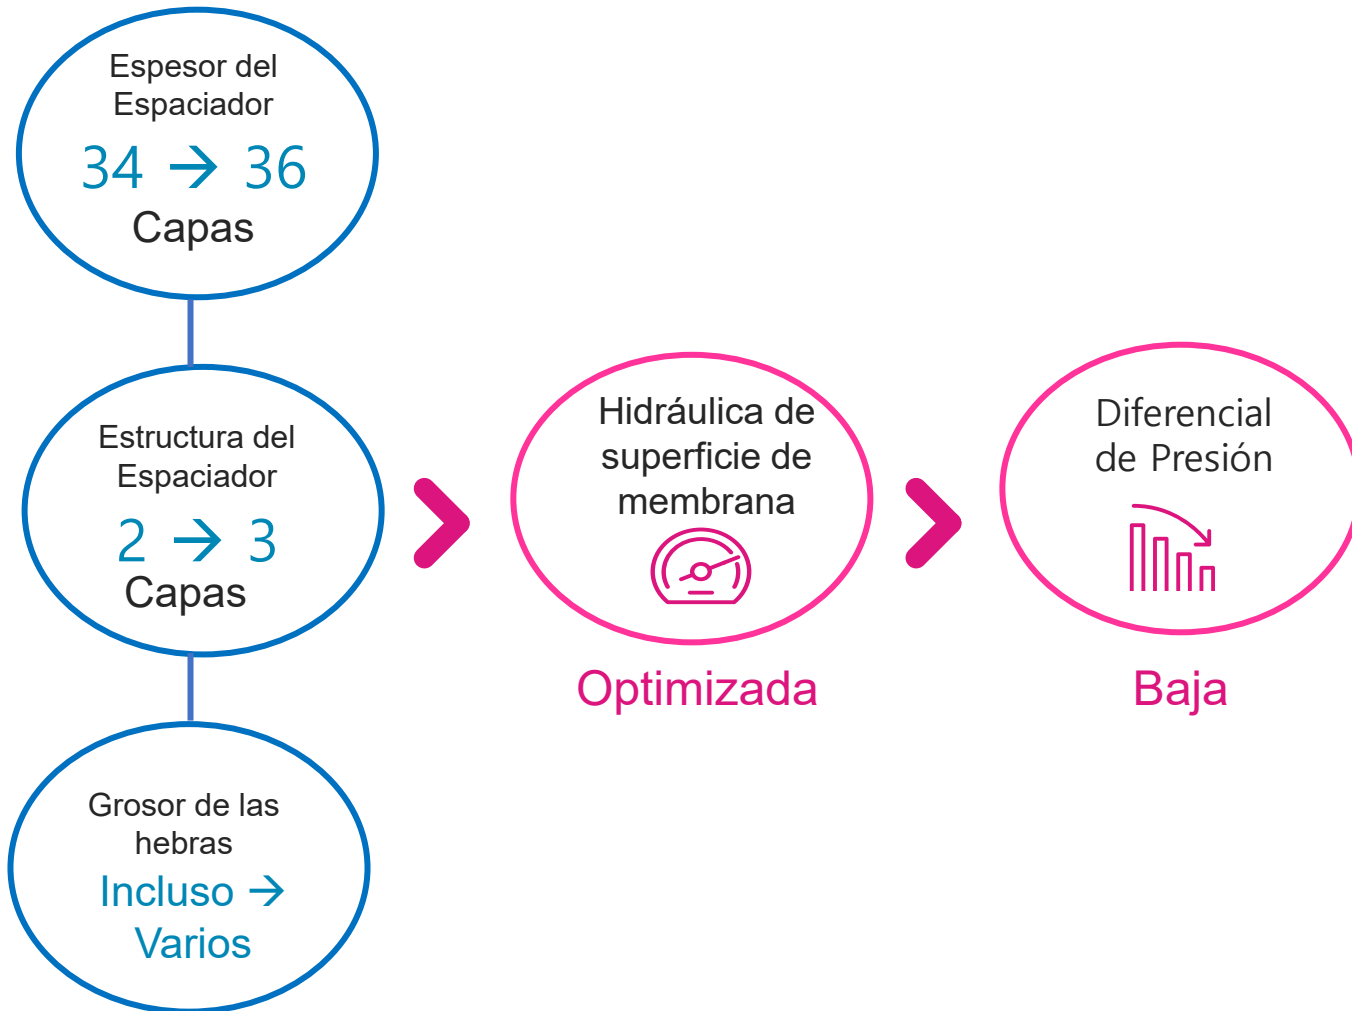 Espesor del
Espaciador
34 → 36
Capas
Estructura del
Espaciador
2 → 3
Capas
Grosor de las
hebras
Incluso →
Varios
Hidráulica de
superficie de
membrana
Optimizada
Diferencial
de Presión
Baja